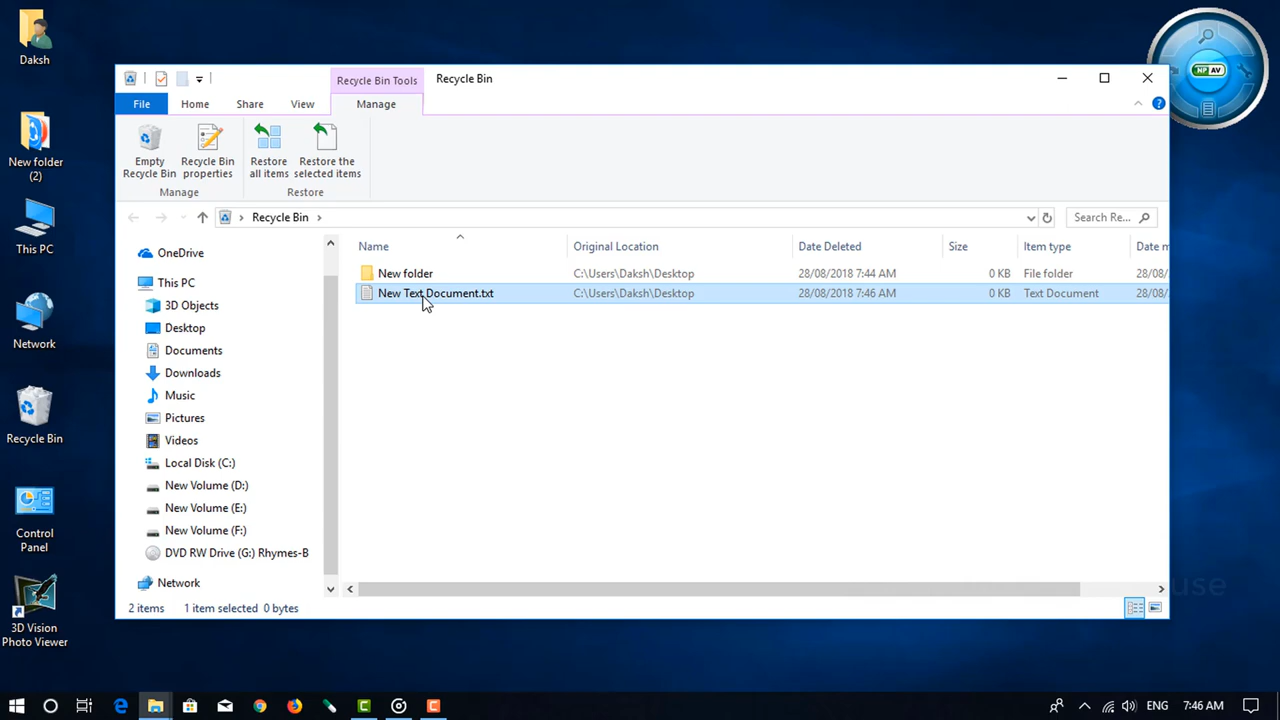 Daksh
New folder
(2)
This PC
Network
Recycle Bin
Control
Panel
3D Vision
Photo Viewer
NP AV
Recycle Bin Tools
Recycle Bin
File
Home
Share
View
Manage
Empty
Recycle Bin
Recycle Bin
properties
Restore
all items
Restore the
selected items
Manage
Restore
Recycle Bin
Search Re...
OneDrive
This PC
3D Objects
Desktop
Documents
Downloads
Music
Pictures
Videos
Local Disk (C:)
New Volume (D:)
New Volume (E:)
New Volume (F:)
DVD RW Drive (G:) Rhymes-B
Network
Name Original Location Date Deleted Size Item type Date m
New folder C:\Users\Daksh\Desktop 28/08/2018 7:44 AM 0 KB File folder 28/08/
New Text Document.txt C:\Users\Daksh\Desktop 28/08/2018 7:46 AM 0 KB Text Document 28/08/
2 items 1 item selected 0 bytes
use
ENG 7:46 AM